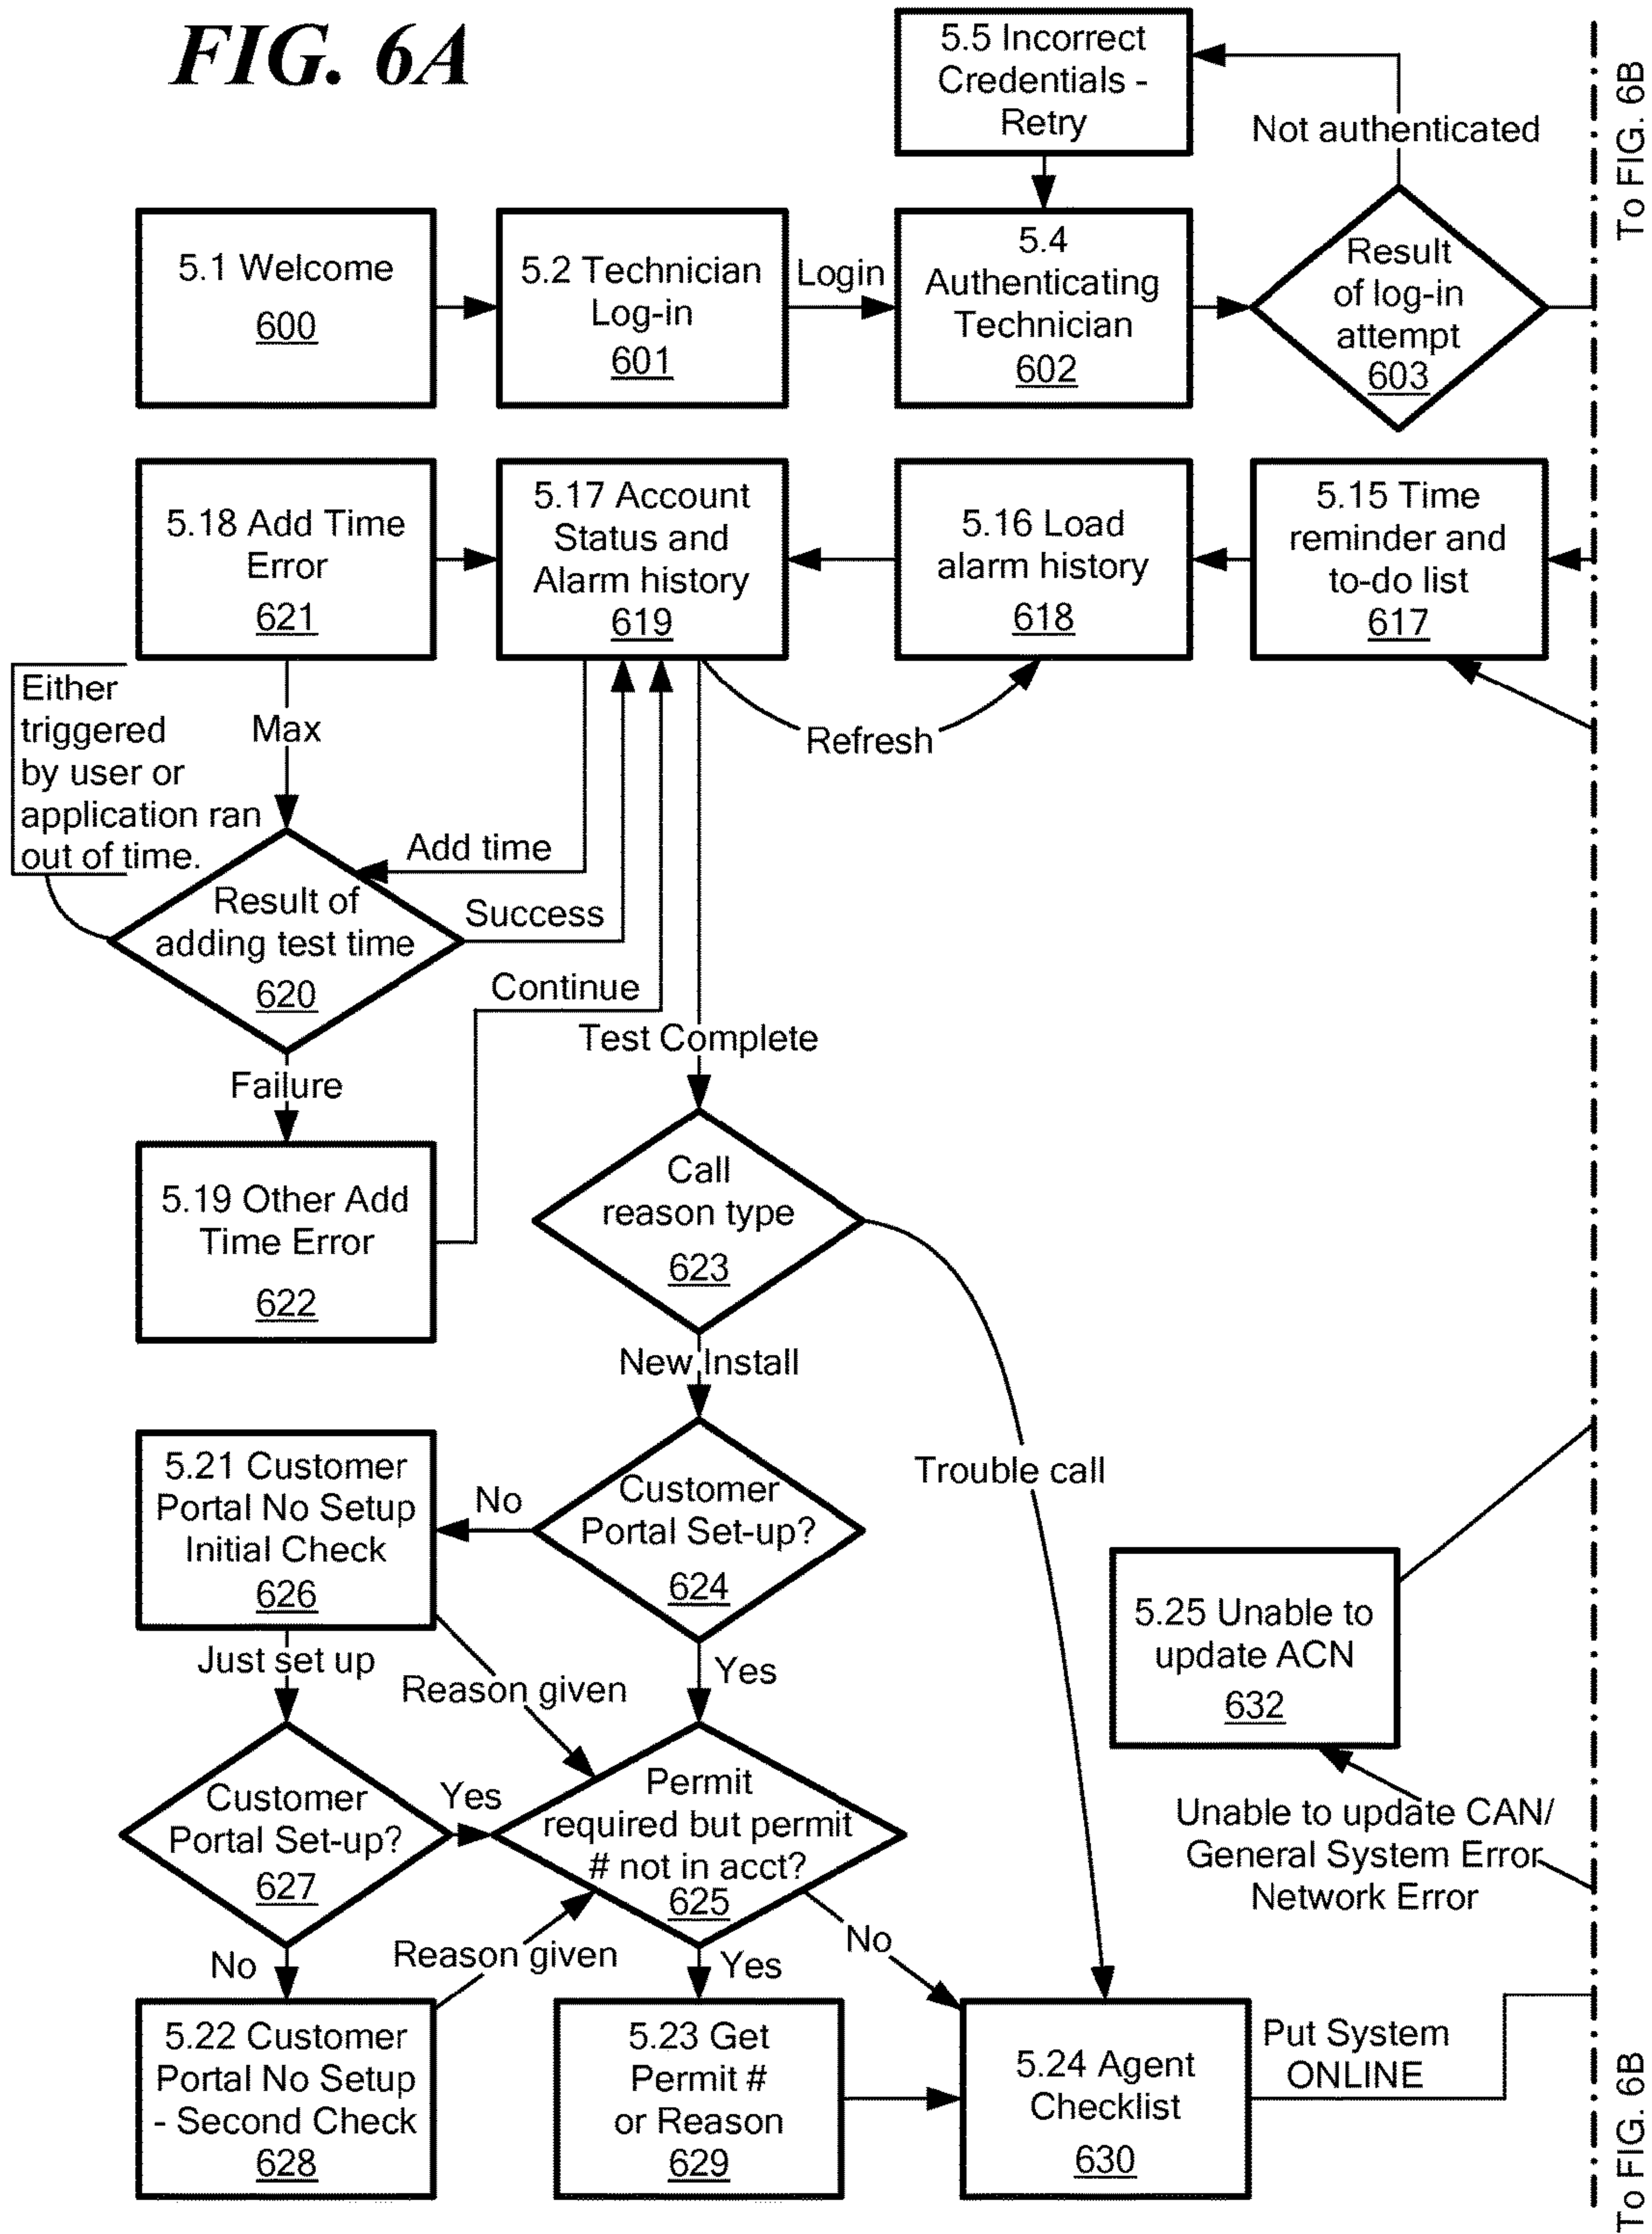 FIG. 6A
5.5 Incorrect
Credentials -
Retry
Not authenticated
To FIG. 6B
5.1 Welcome
600
5.2 Technician
Log-in
601
Login
5.4
Authenticating
Technician
602
Result
of log-in
attempt
603
5.18 Add Time
Error
621
5.17 Account
Status and
Alarm history
619
5.16 Load
alarm history
618
5.15 Time
reminder and
to-do list
617
Either
triggered
by user or
application ran
out of time.
Max
Refresh
Add time
Result of
adding test time
620
Success
Continue
Test Complete
Failure
5.19 Other Add
Time Error
622
Call
reason type
623
New Install
Trouble call
5.21 Customer
Portal No Setup
Initial Check
626
No
Customer
Portal Set-up?
624
5.25 Unable to
update ACN
632
Just set up
Reason given
Yes
Customer
Portal Set-up?
627
Yes
Permit
required but permit
# not in acct?
625
Unable to update CAN/
General System Error
Network Error
No
Reason given
Yes
No
5.22 Customer
Portal No Setup
- Second Check
628
5.23 Get
Permit #
or Reason
629
5.24 Agent
Checklist
630
Put System
ONLINE
To FIG. 6B